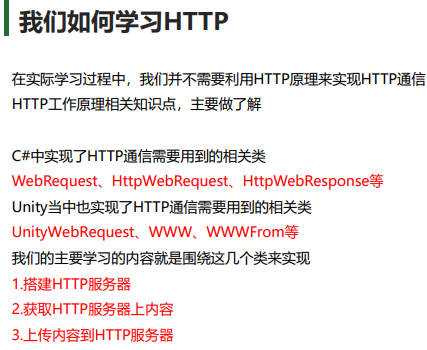 我们如何学习HTTP
在实际学习过程中，我们并不需要利用HTTP原理来实现HTTP通信
HTTP工作原理相关知识点，主要做了解
C#中实现了HTTP通信需要用到的相关类
WebRequest、HttpWebRequest、HttpWebResponse等
Unity当中也实现了HTTP通信需要用到的相关类
UnityWebRequest、WWW、WWWFrom等
我们的主要学习的内容就是围绕这几个类来实现
1.搭建HTTP服务器
2.获取HTTP服务器上内容
3.上传内容到HTTP服务器